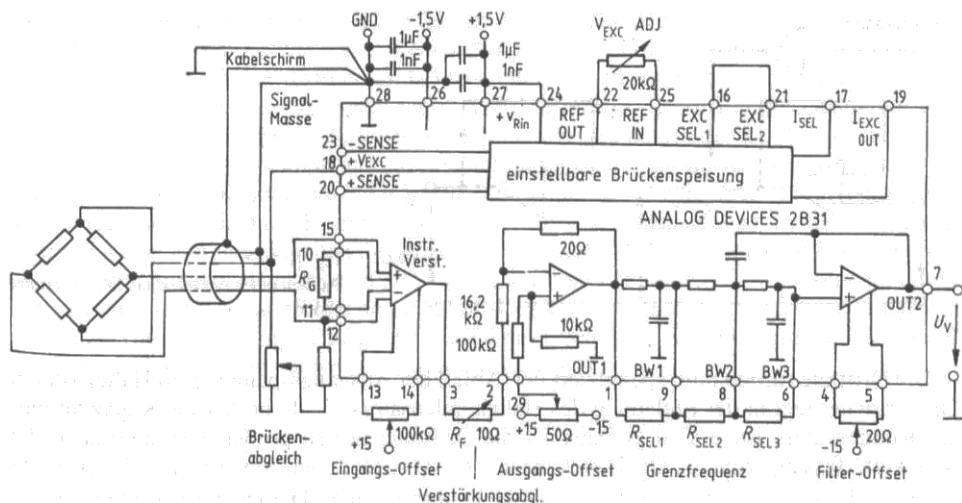 GND
-1,5V
+1,5V
V_EXC ADJ
1µF
1nF
1µF
1nF
20kΩ
Kabelschirm
Signal-
Masse
28
26
27
24
22
25
16
21
17
19
+V_Rin
REF
OUT
REF
IN
EXC
SEL1
EXC
SEL2
I_SEL
I_EXC
OUT
23
-SENSE
18
+V_EXC
20
+SENSE
einstellbare Brückenspeisung
ANALOG DEVICES 2B31
15
10
R_G
11
12
Instr.
Verst.
+
−
20Ω
16,2
kΩ
100kΩ
−
+
10kΩ
OUT1
BW1
BW2
BW3
−
+
OUT2
7
U_V
13
14
3
2
29
1
9
8
6
4
5
+15
100kΩ
R_F
10Ω
+15
50Ω
-15
R_SEL1
R_SEL2
R_SEL3
-15
20Ω
Brücken-
abgleich
Eingangs-Offset
Ausgangs-Offset
Grenzfrequenz
Filter-Offset
Verstärkungsabgl.